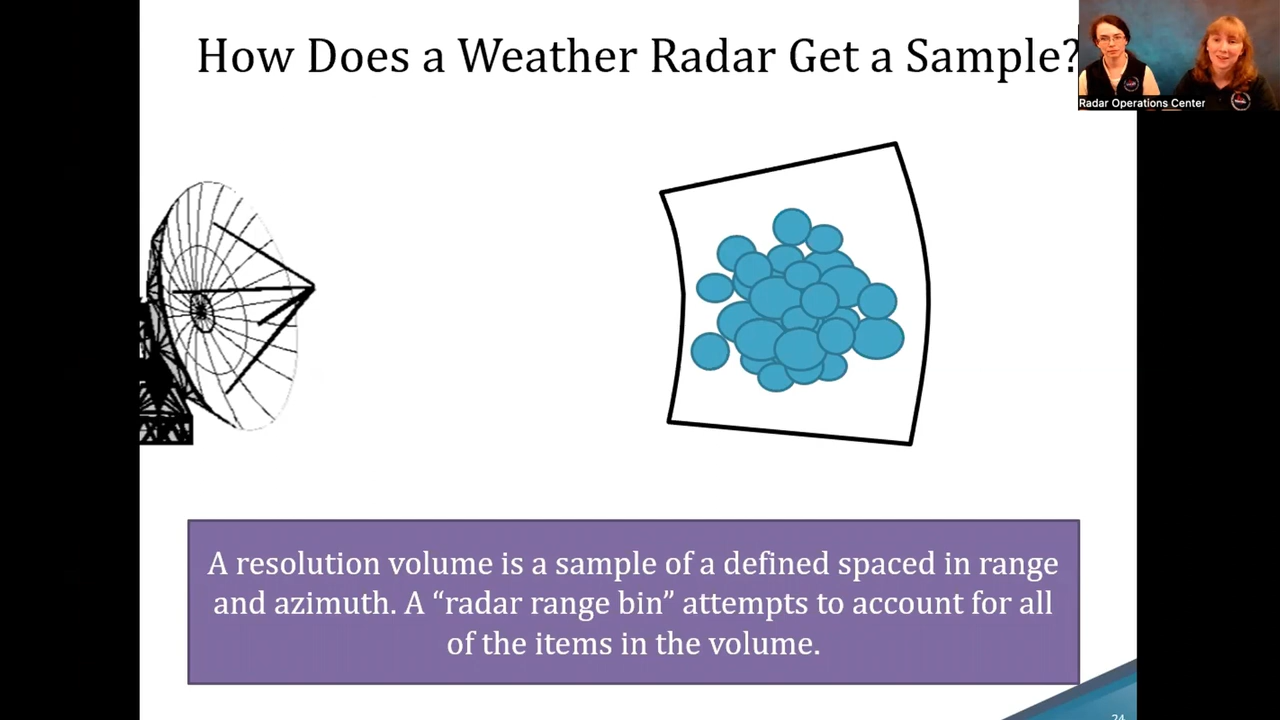 How Does a Weather Radar Get a Sample?
Radar Operations Center
A resolution volume is a sample of a defined spaced in range
and azimuth. A “radar range bin” attempts to account for all
of the items in the volume.
24